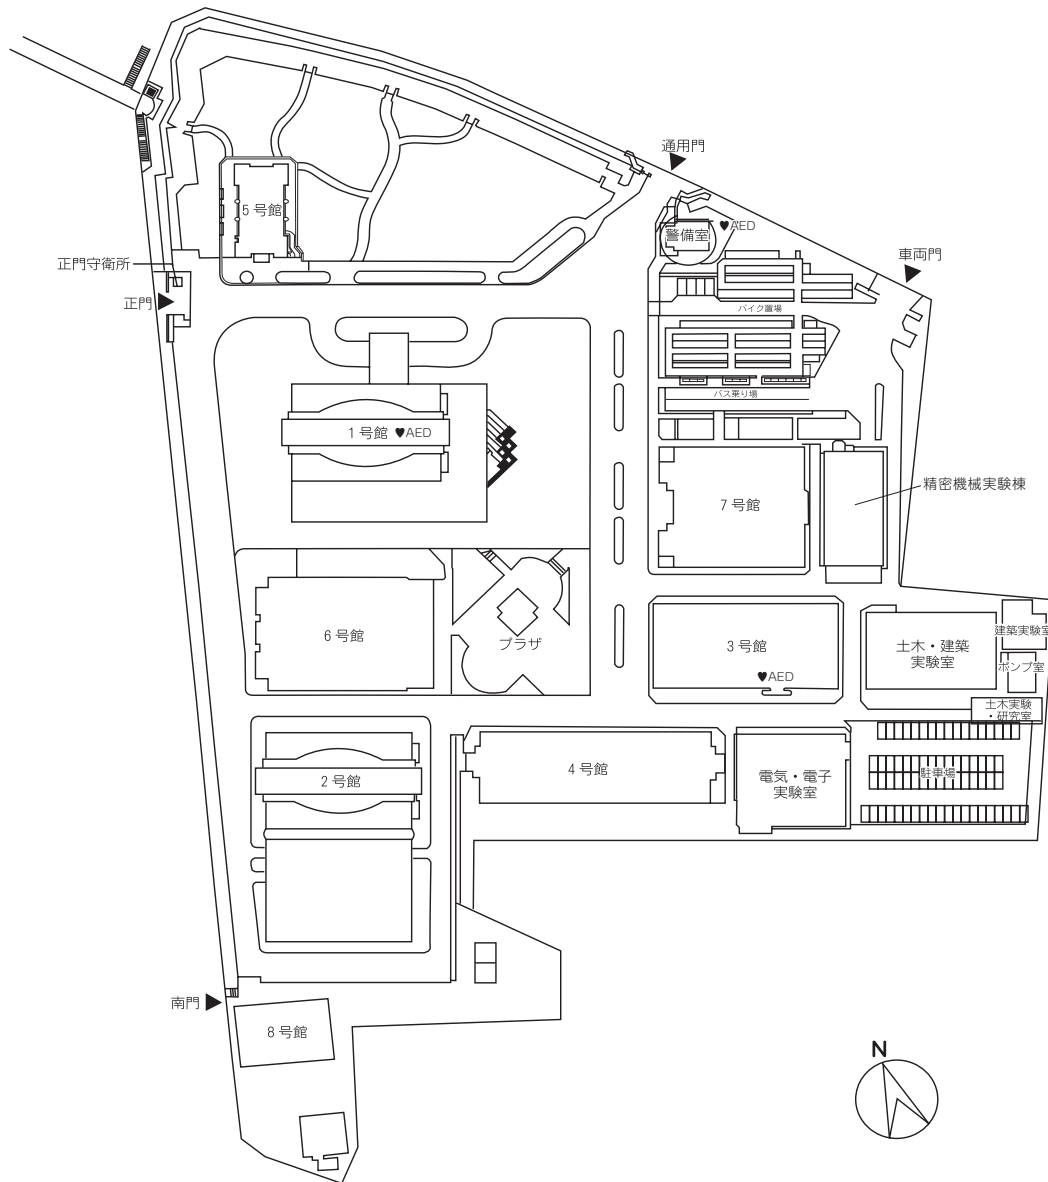 通用門
♥AED
警備室
5 号館
車両門
正門守衛所
正門
バイク置場
バス乗り場
1 号館 ♥AED
精密機械実験棟
7 号館
6 号館
プラザ
3 号館
♥AED
土木・建築
実験室
建築実験室
ポンプ室
土木実験
・研究室
2 号館
4 号館
電気・電子
実験室
駐車場
南門
8 号館
N